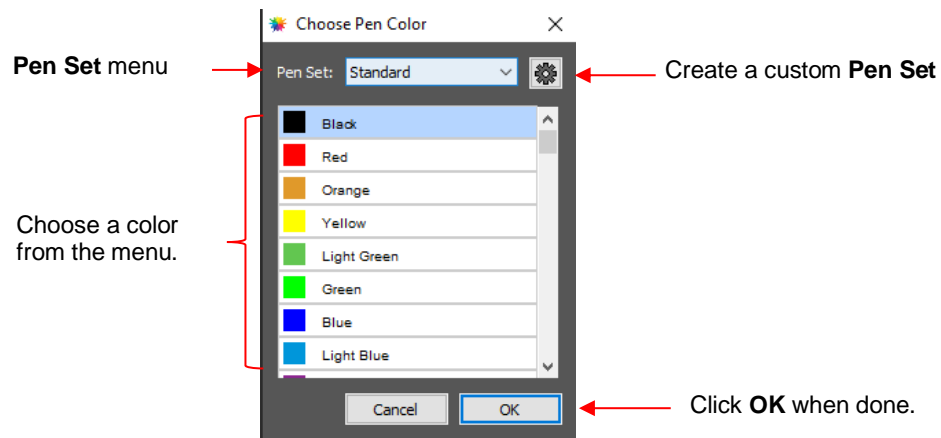 Choose Pen Color
Pen Set menu
Pen Set: Standard
Create a custom Pen Set
Black
Red
Orange
Yellow
Choose a color
from the menu.
Light Green
Green
Blue
Light Blue
Cancel OK
Click OK when done.